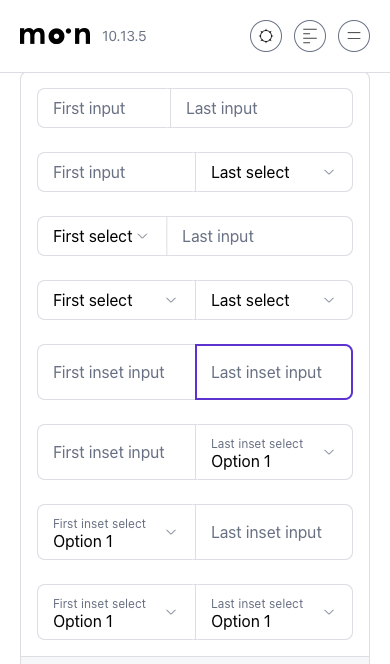 moon 10.13.5
First input Last input
First input Last select
First select Last input
First select Last select
First inset input Last inset input
First inset input Last inset select Option 1
First inset select Option 1 Last inset input
First inset select Last inset select
Option 1 Option 1